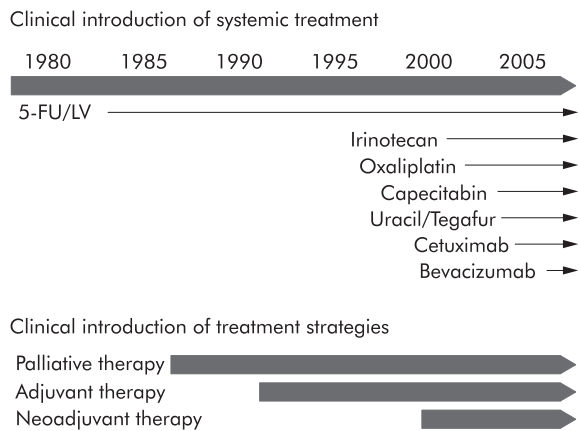 Clinical introduction of systemic treatment
1980 1985 1990 1995 2000 2005
5-FU/LV
Irinotecan
Oxaliplatin
Capecitabin
Uracil/Tegafur
Cetuximab
Bevacizumab
Clinical introduction of treatment strategies
Palliative therapy
Adjuvant therapy
Neoadjuvant therapy